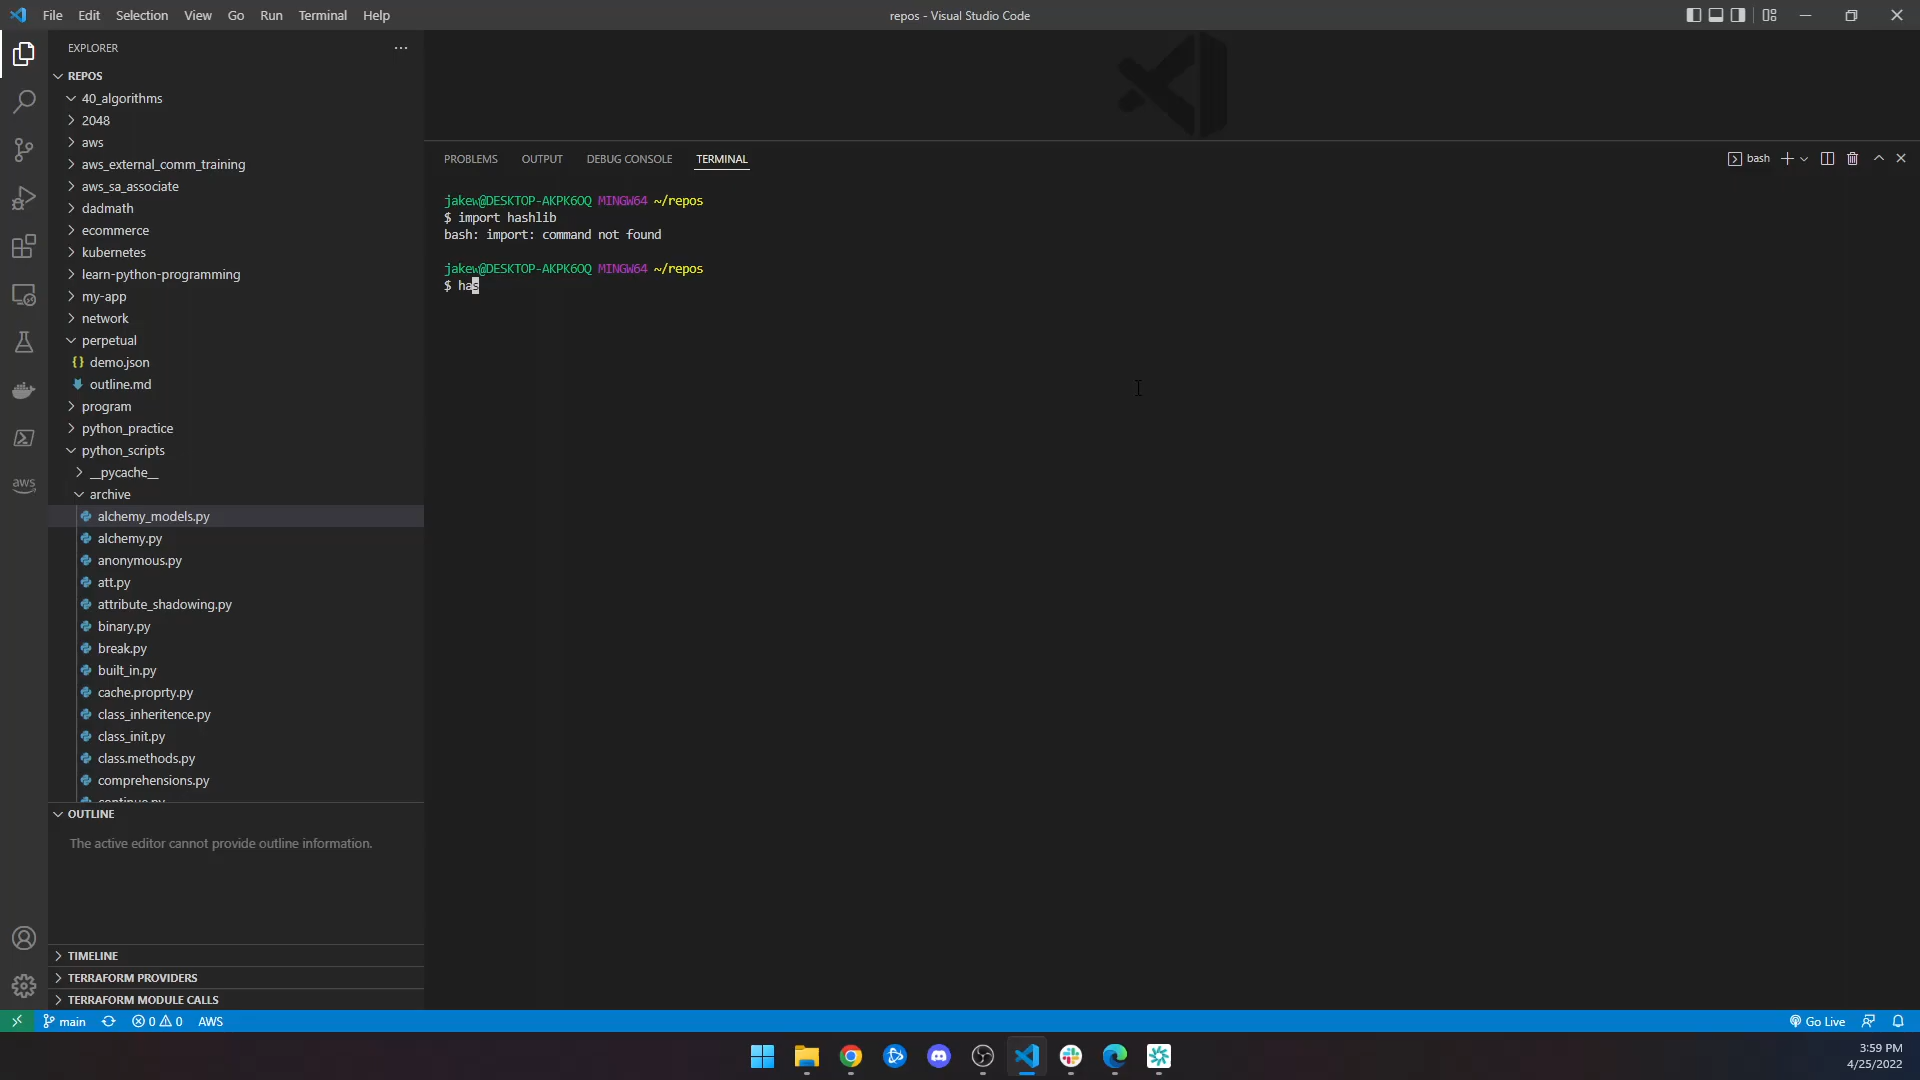 File Edit Selection View Go Run Terminal Help
repos - Visual Studio Code
EXPLORER
REPOS
40_algorithms
2048
aws
aws_external_comm_training
aws_sa_associate
dadmath
ecommerce
kubernetes
learn-python-programming
my-app
network
perpetual
{} demo.json
outline.md
program
python_practice
python_scripts
__pycache__
archive
alchemy_models.py
alchemy.py
anonymous.py
att.py
attribute_shadowing.py
binary.py
break.py
built_in.py
cache.proprty.py
class_inheritence.py
class_init.py
class.methods.py
comprehensions.py
continue.py
OUTLINE
The active editor cannot provide outline information.
TIMELINE
TERRAFORM PROVIDERS
TERRAFORM MODULE CALLS
aws
PROBLEMS OUTPUT DEBUG CONSOLE TERMINAL
bash
jakew@DESKTOP-AKPK6OQ MINGW64 ~/repos
$ import hashlib
bash: import: command not found
jakew@DESKTOP-AKPK6OQ MINGW64 ~/repos
$ has
main 0 0 AWS
Go Live
3:59 PM
4/25/2022